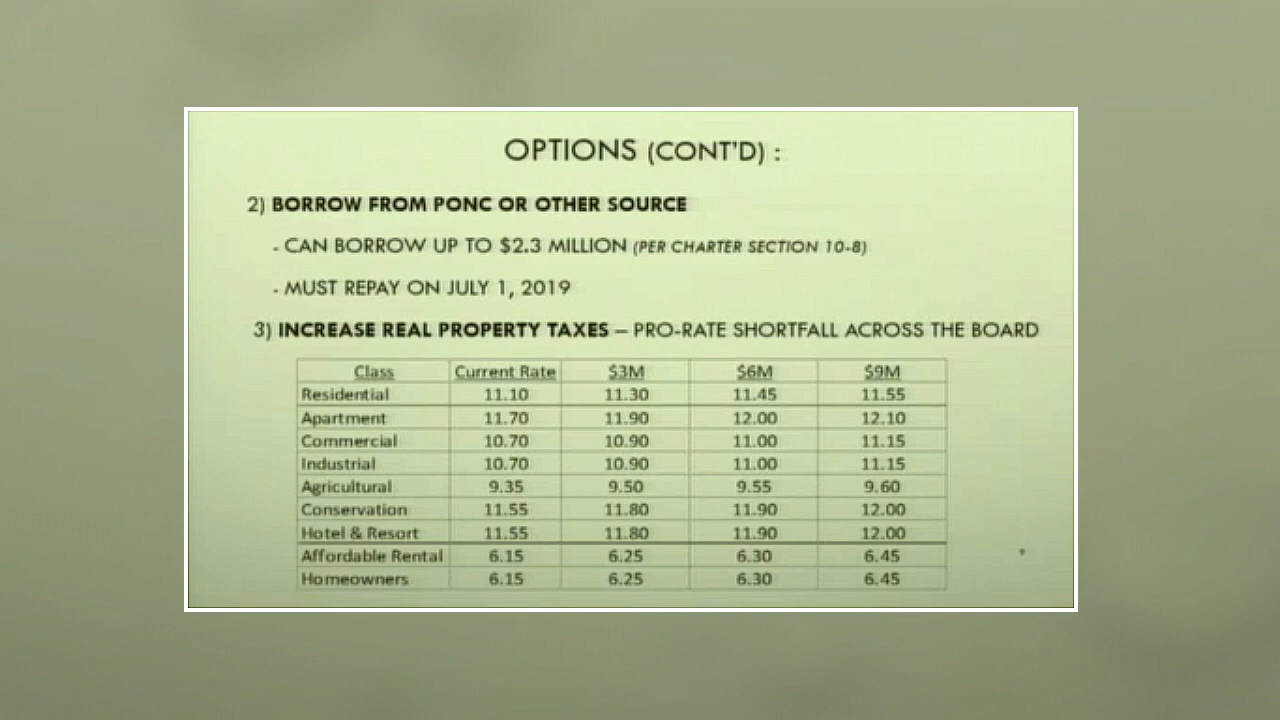 OPTIONS (CONT'D) :
2) BORROW FROM PONC OR OTHER SOURCE
- CAN BORROW UP TO $2.3 MILLION (PER CHARTER SECTION 10-8)
- MUST REPAY ON JULY 1, 2019
3) INCREASE REAL PROPERTY TAXES – PRO-RATE SHORTFALL ACROSS THE BOARD
Class Current Rate $3M $6M $9M
Residential 11.10 11.30 11.45 11.55
Apartment 11.70 11.90 12.00 12.10
Commercial 10.70 10.90 11.00 11.15
Industrial 10.70 10.90 11.00 11.15
Agricultural 9.35 9.50 9.55 9.60
Conservation 11.55 11.80 11.90 12.00
Hotel & Resort 11.55 11.80 11.90 12.00
Affordable Rental 6.15 6.25 6.30 6.45
Homeowners 6.15 6.25 6.30 6.45